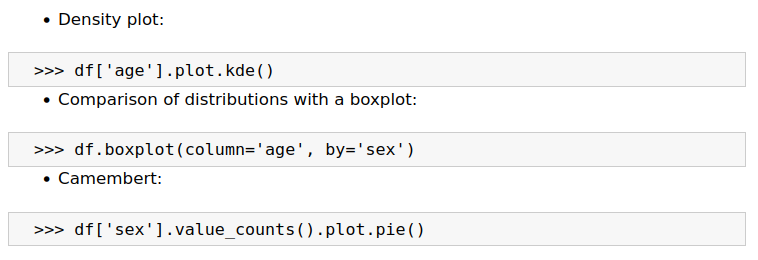 • Density plot:
>>> df['age'].plot.kde()
• Comparison of distributions with a boxplot:
>>> df.boxplot(column='age', by='sex')
• Camembert:
>>> df['sex'].value_counts().plot.pie()